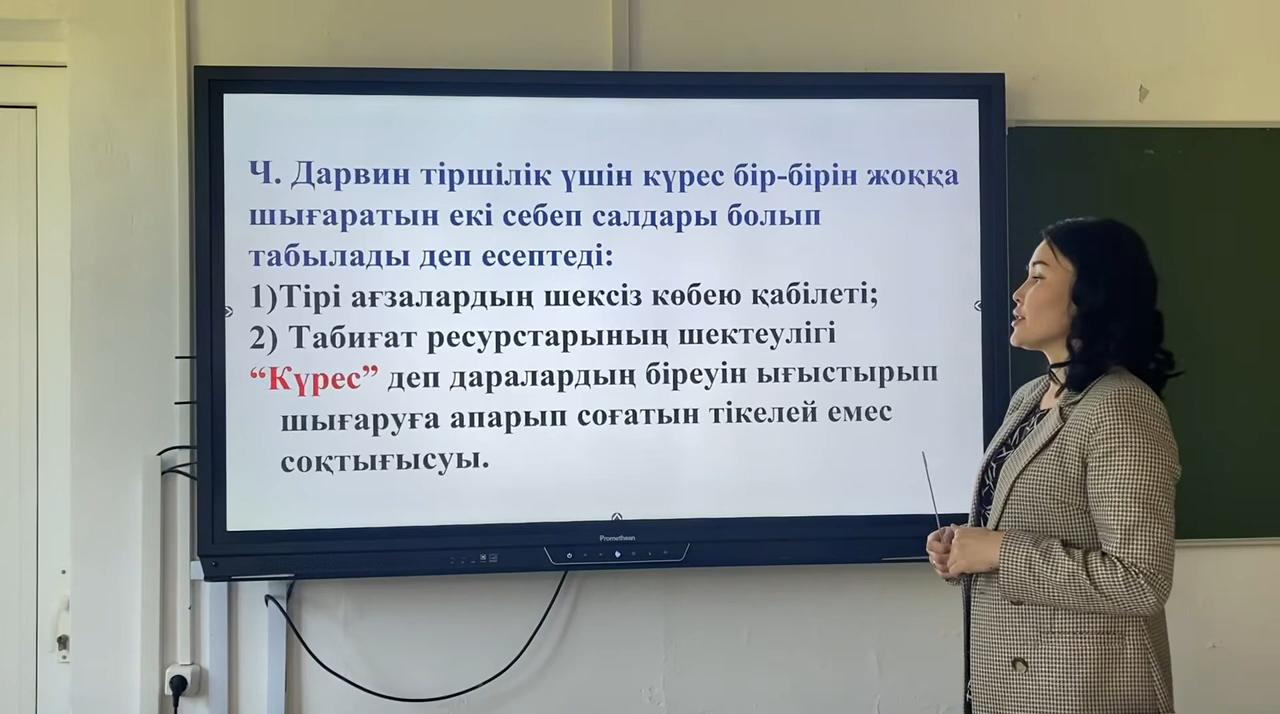 Ч. Дарвин тіршілік үшін күрес бір-бірін жоққа
шығаратын екі себеп салдары болып
табылады деп есептеді:
1)Тірі ағзалардың шексіз көбею қабілеті;
2) Табиғат ресурстарының шектеулігі
“Күрес” деп даралардың біреуін ығыстырып
шығаруға апарып соғатын тікелей емес
соқтығысуы.
Promethean